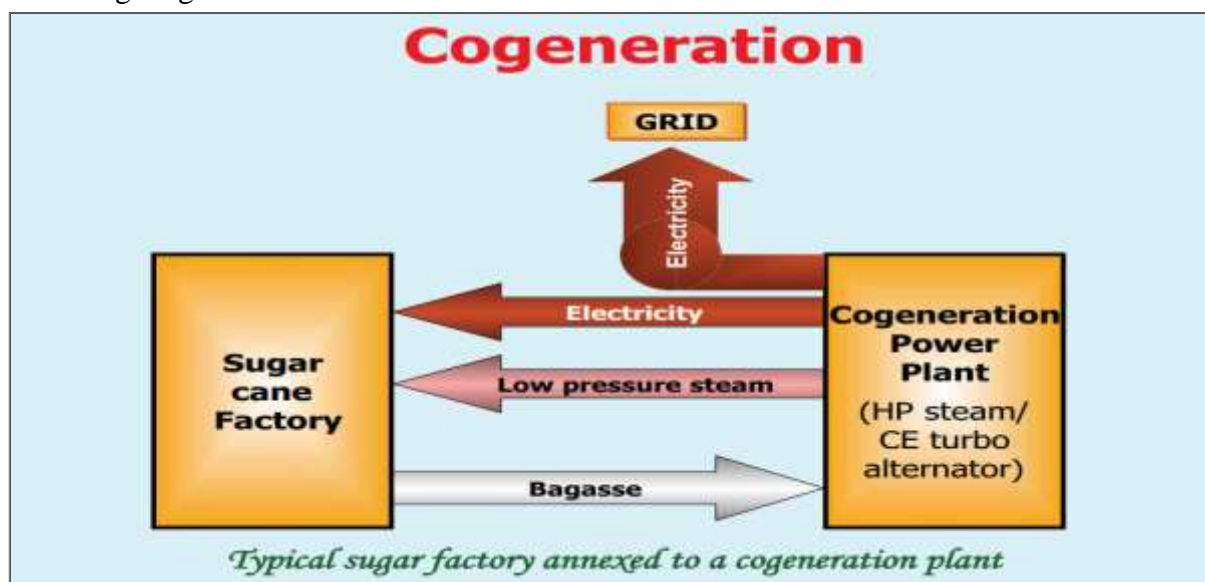 Cogeneration
GRID
Electricity
Electricity
Low pressure steam
Bagasse
Sugar
cane
Factory
Cogeneration
Power
Plant
(HP steam/
CE turbo
alternator)
Typical sugar factory annexed to a cogeneration plant